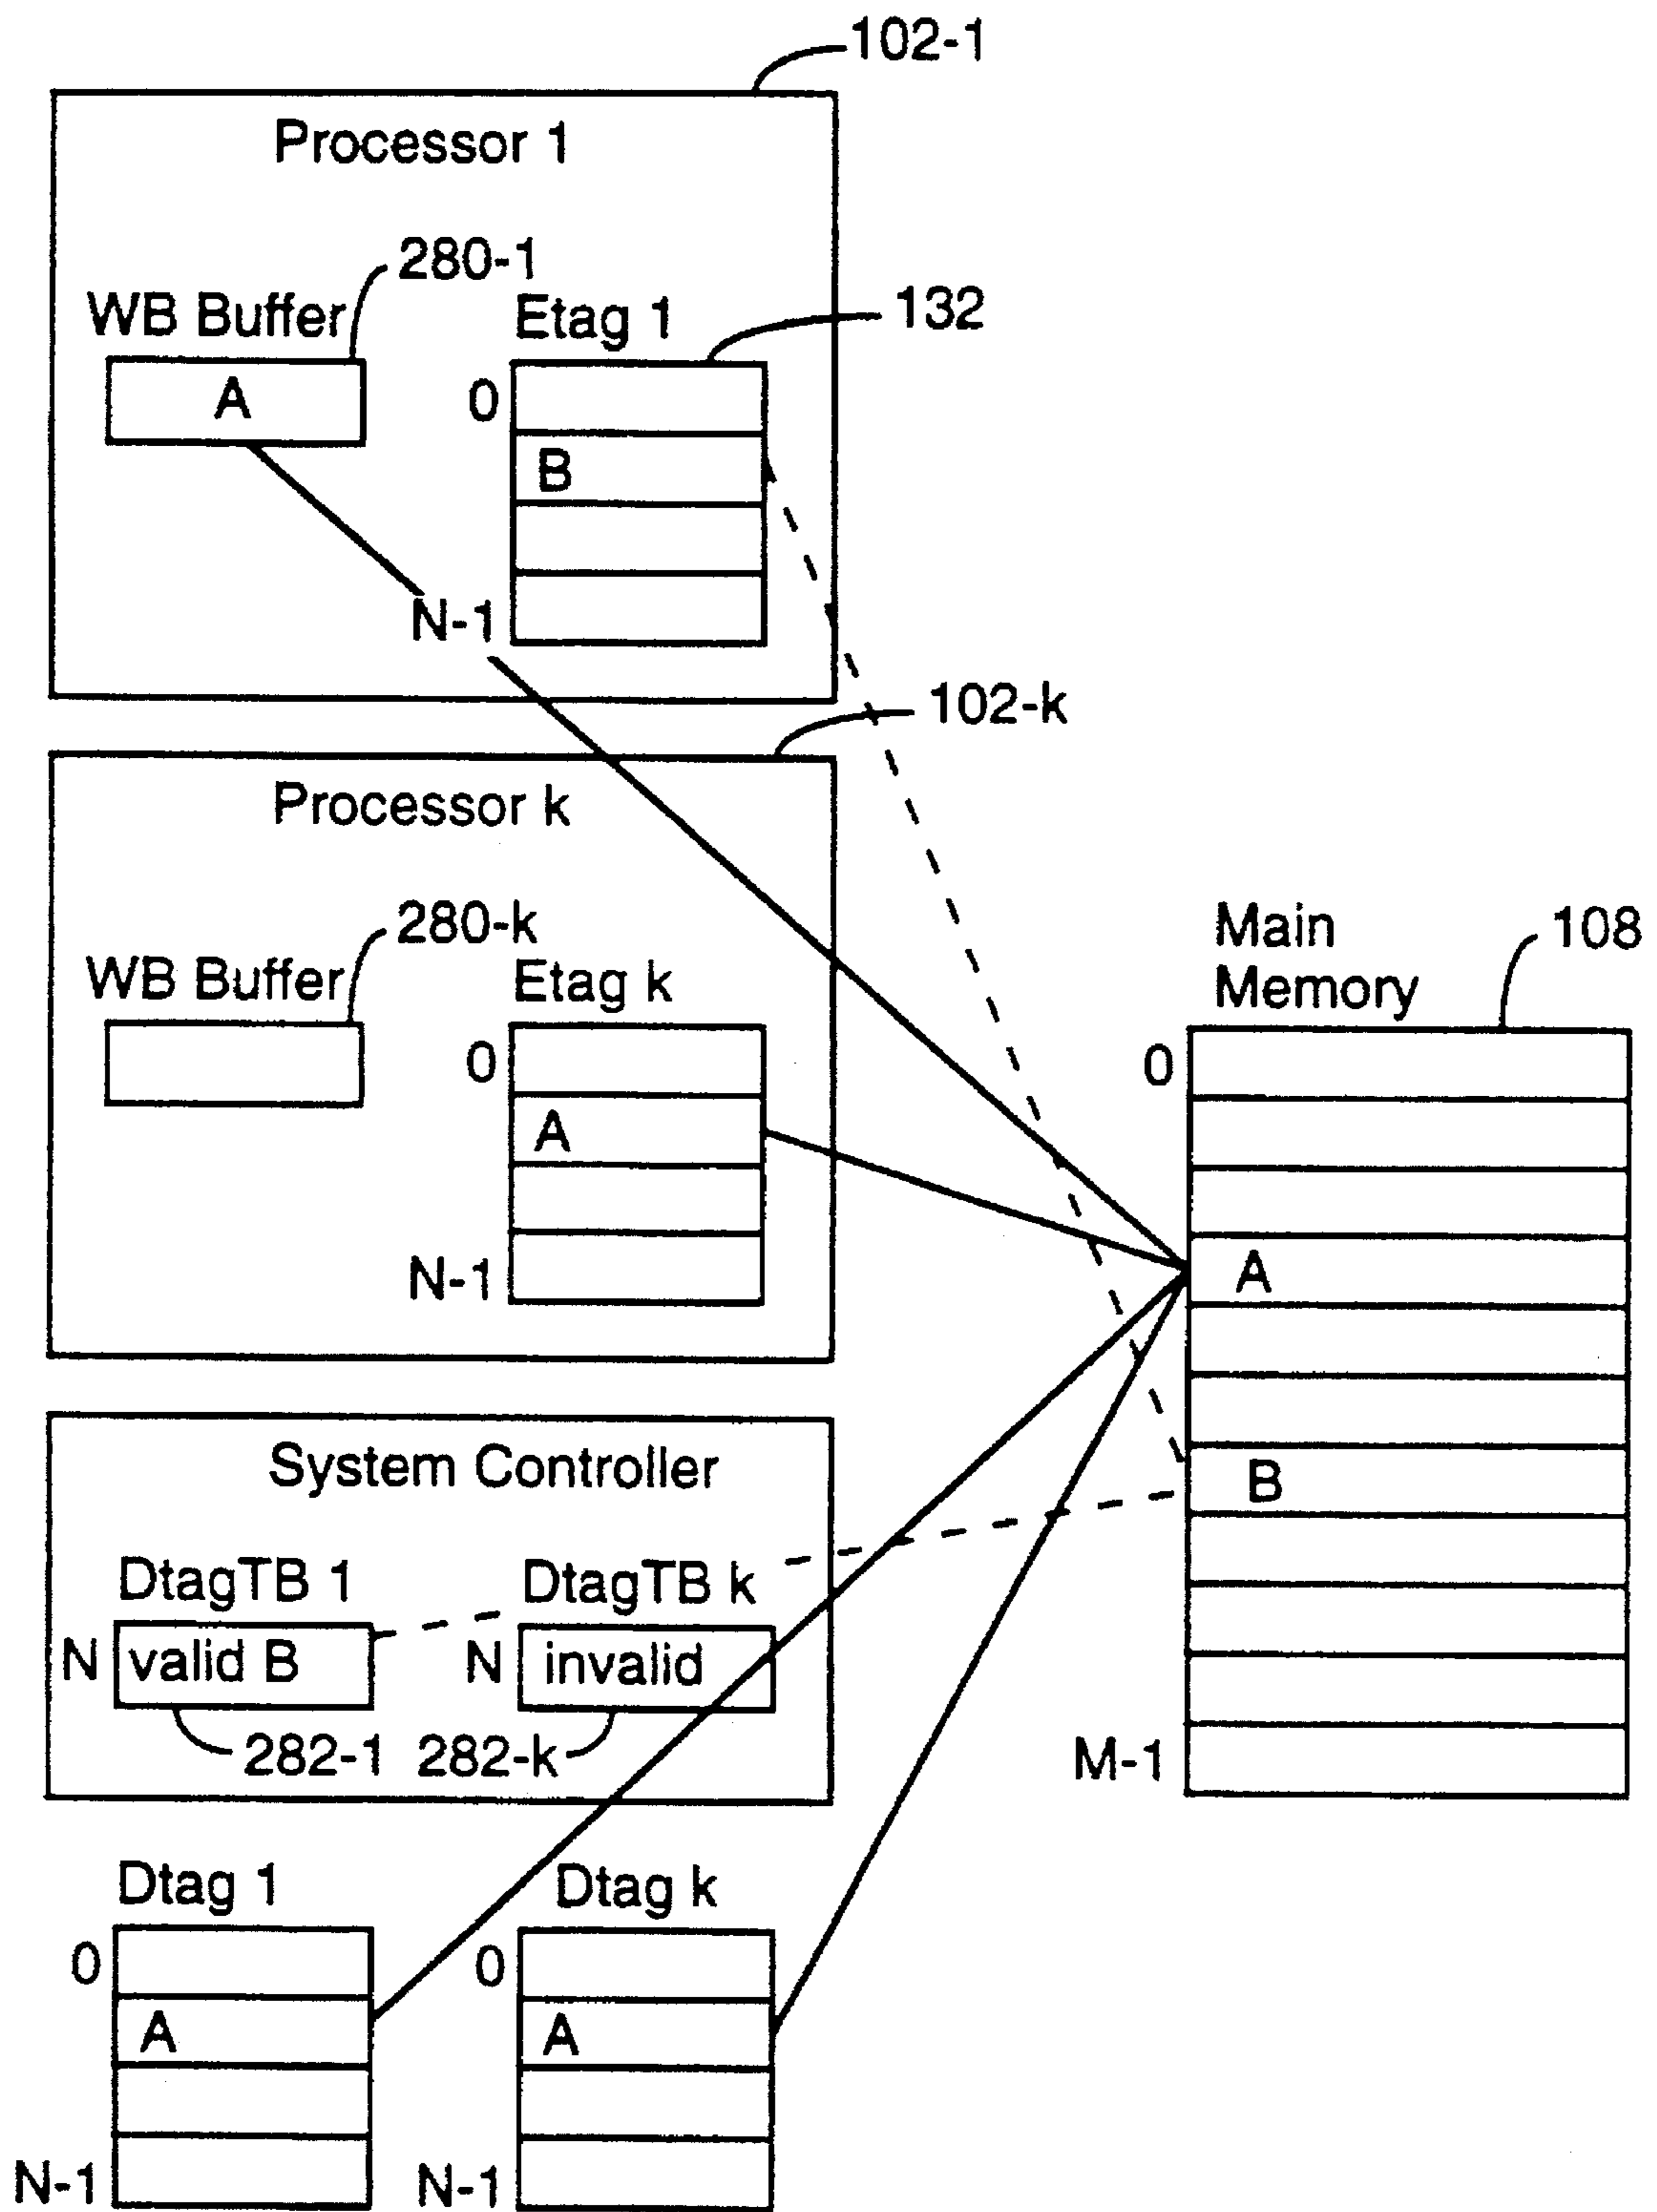 102-1
Processor 1
280-1
WB Buffer
Etag 1
132
A
0
B
N-1
102-k
Processor k
280-k
WB Buffer
Etag k
0
A
N-1
Main
Memory
108
0
A
B
M-1
System Controller
DtagTB 1
DtagTB k
N
valid B
N
invalid
282-1
282-k
Dtag 1
Dtag k
0
0
A
A
N-1
N-1